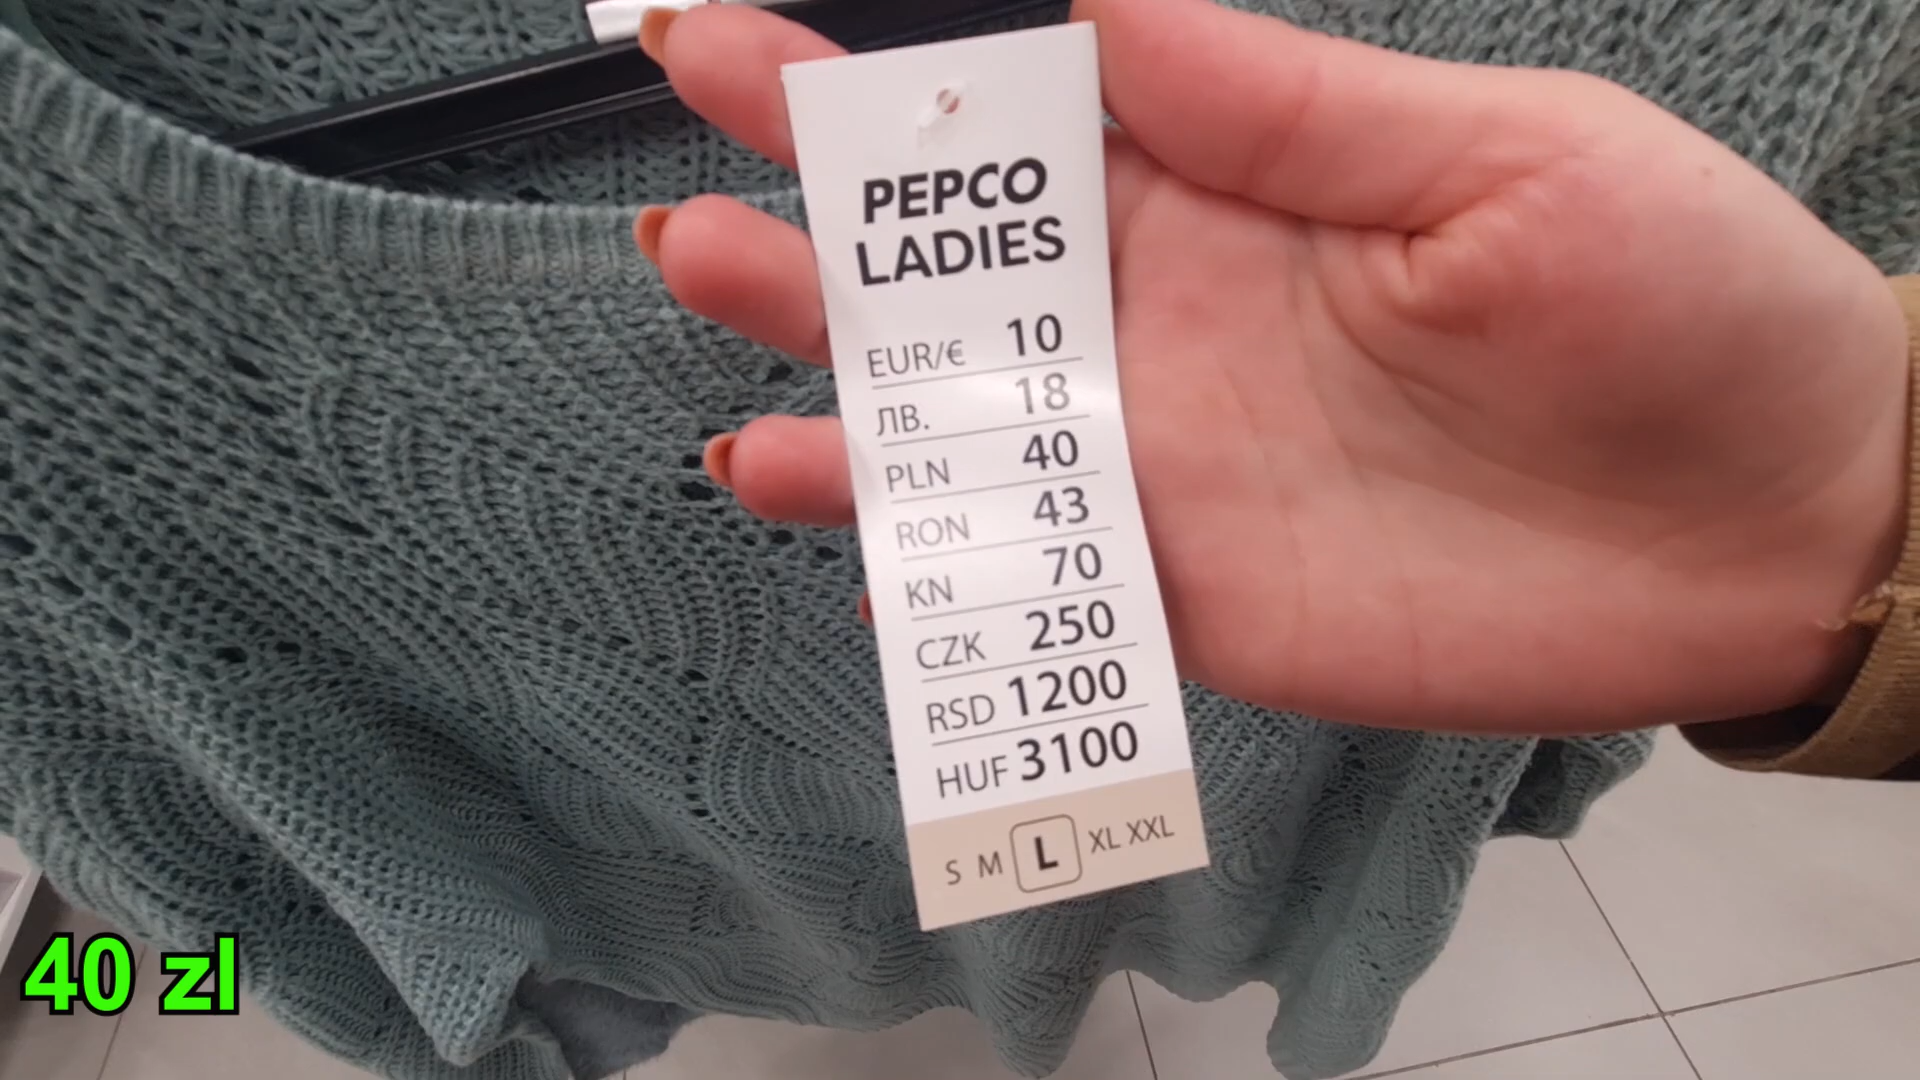 PEPCO
LADIES
EUR/€ 10
ЛВ. 18
PLN 40
RON 43
KN 70
CZK 250
RSD 1200
HUF 3100
S M L XL XXL
40 zl